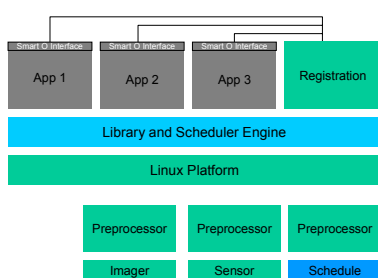 Smart O Interface Smart O Interface Smart O Interface
App 1 App 2 App 3 Registration
Library and Scheduler Engine
Linux Platform
Preprocessor Preprocessor Preprocessor
Imager Sensor Schedule